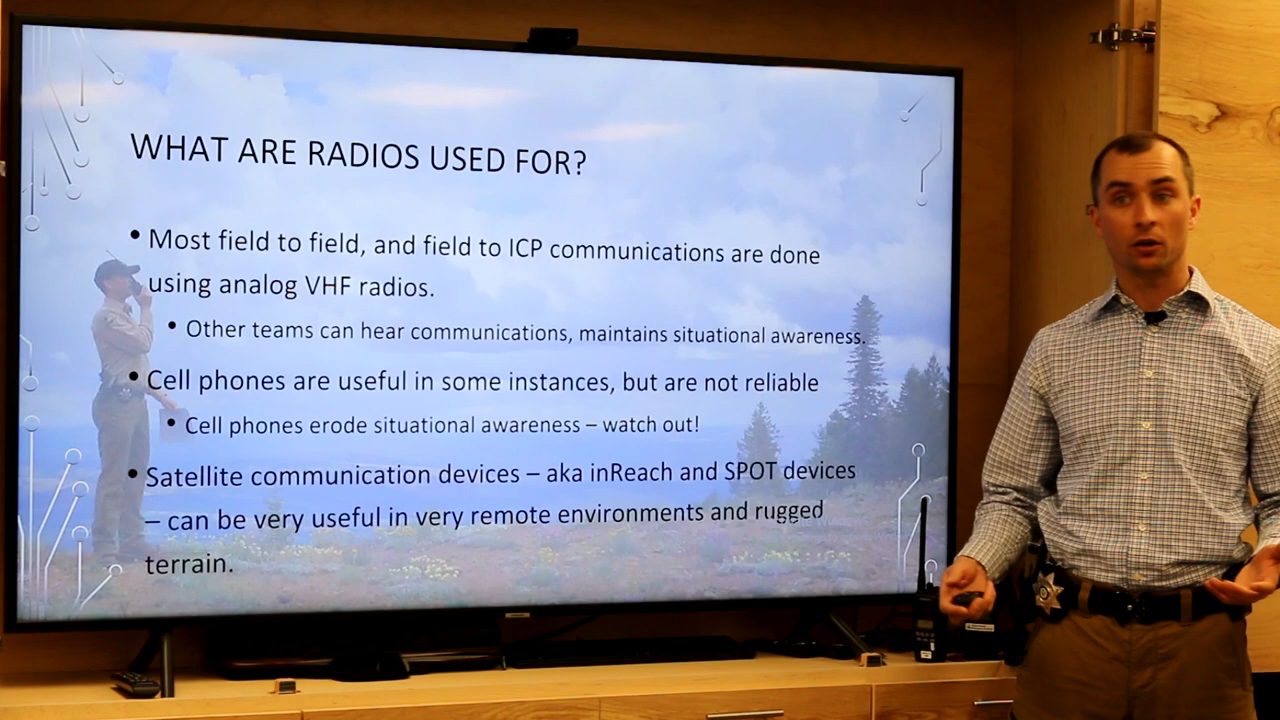 WHAT ARE RADIOS USED FOR?
• Most field to field, and field to ICP communications are done
using analog VHF radios.
• Other teams can hear communications, maintains situational awareness.
• Cell phones are useful in some instances, but are not reliable
• Cell phones erode situational awareness – watch out!
• Satellite communication devices – aka inReach and SPOT devices
– can be very useful in very remote environments and rugged
terrain.